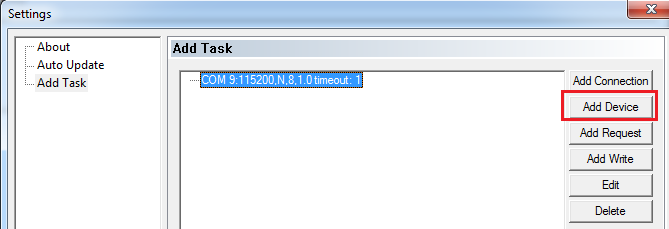 Settings
About
Auto Update
Add Task
Add Task
COM 9:115200,N,8,1.0 timeout: 1
Add Connection
Add Device
Add Request
Add Write
Edit
Delete